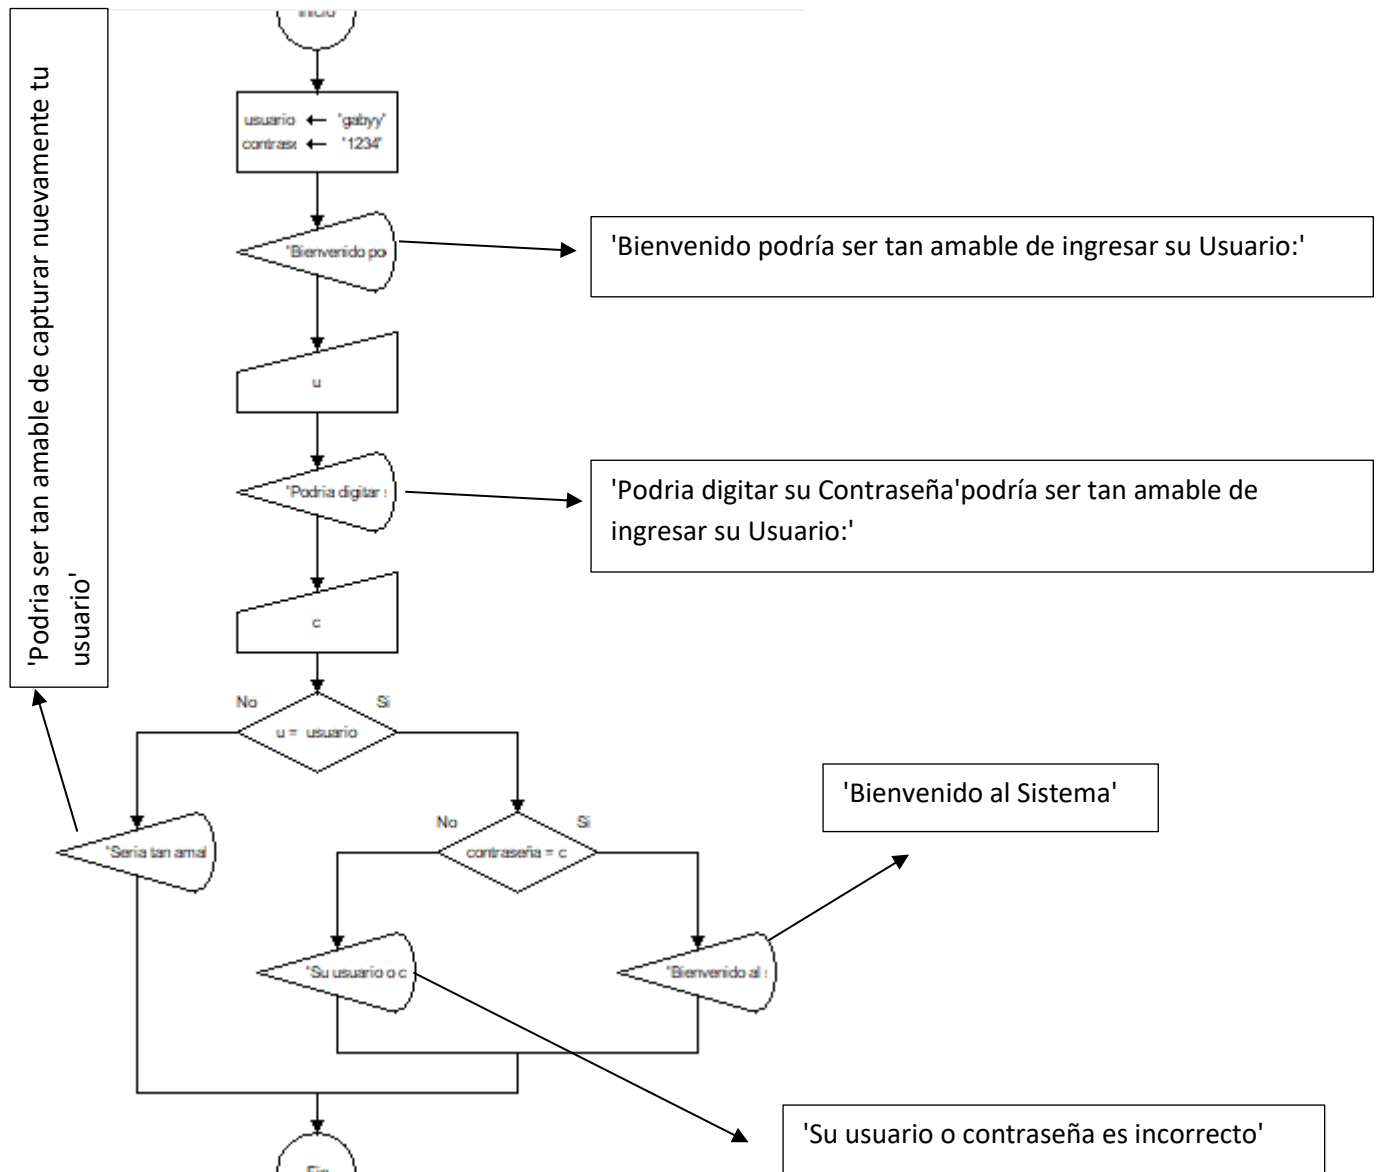 'Podria ser tan amable de capturar nuevamente tu
usuario'
Inicio
usuario ← 'gabyy'
contrase ← '1234'
'Bienvenido po
'Bienvenido podría ser tan amable de ingresar su Usuario:'
u
'Podria digitar s
'Podria digitar su Contraseña'podría ser tan amable de
ingresar su Usuario:'
c
No
Si
u = usuario
'Bienvenido al Sistema'
No
Si
'Seria tan amal
contraseña = c
'Su usuario o c
'Bienvenido al s
'Su usuario o contraseña es incorrecto'
Fin